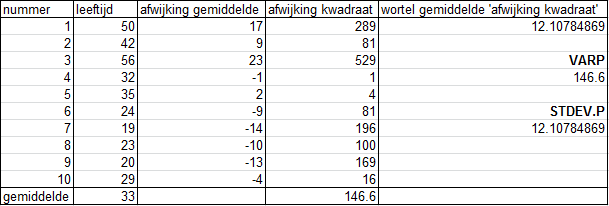 nummer leeftijd afwijking gemiddelde afwijking kwadraat wortel gemiddelde 'afwijking kwadraat'
1 50 17 289 12.10784869
2 42 9 81
3 56 23 529 VARP
4 32 -1 1 146.6
5 35 2 4
6 24 -9 81 STDEV.P
7 19 -14 196 12.10784869
8 23 -10 100
9 20 -13 169
10 29 -4 16
gemiddelde 33 146.6